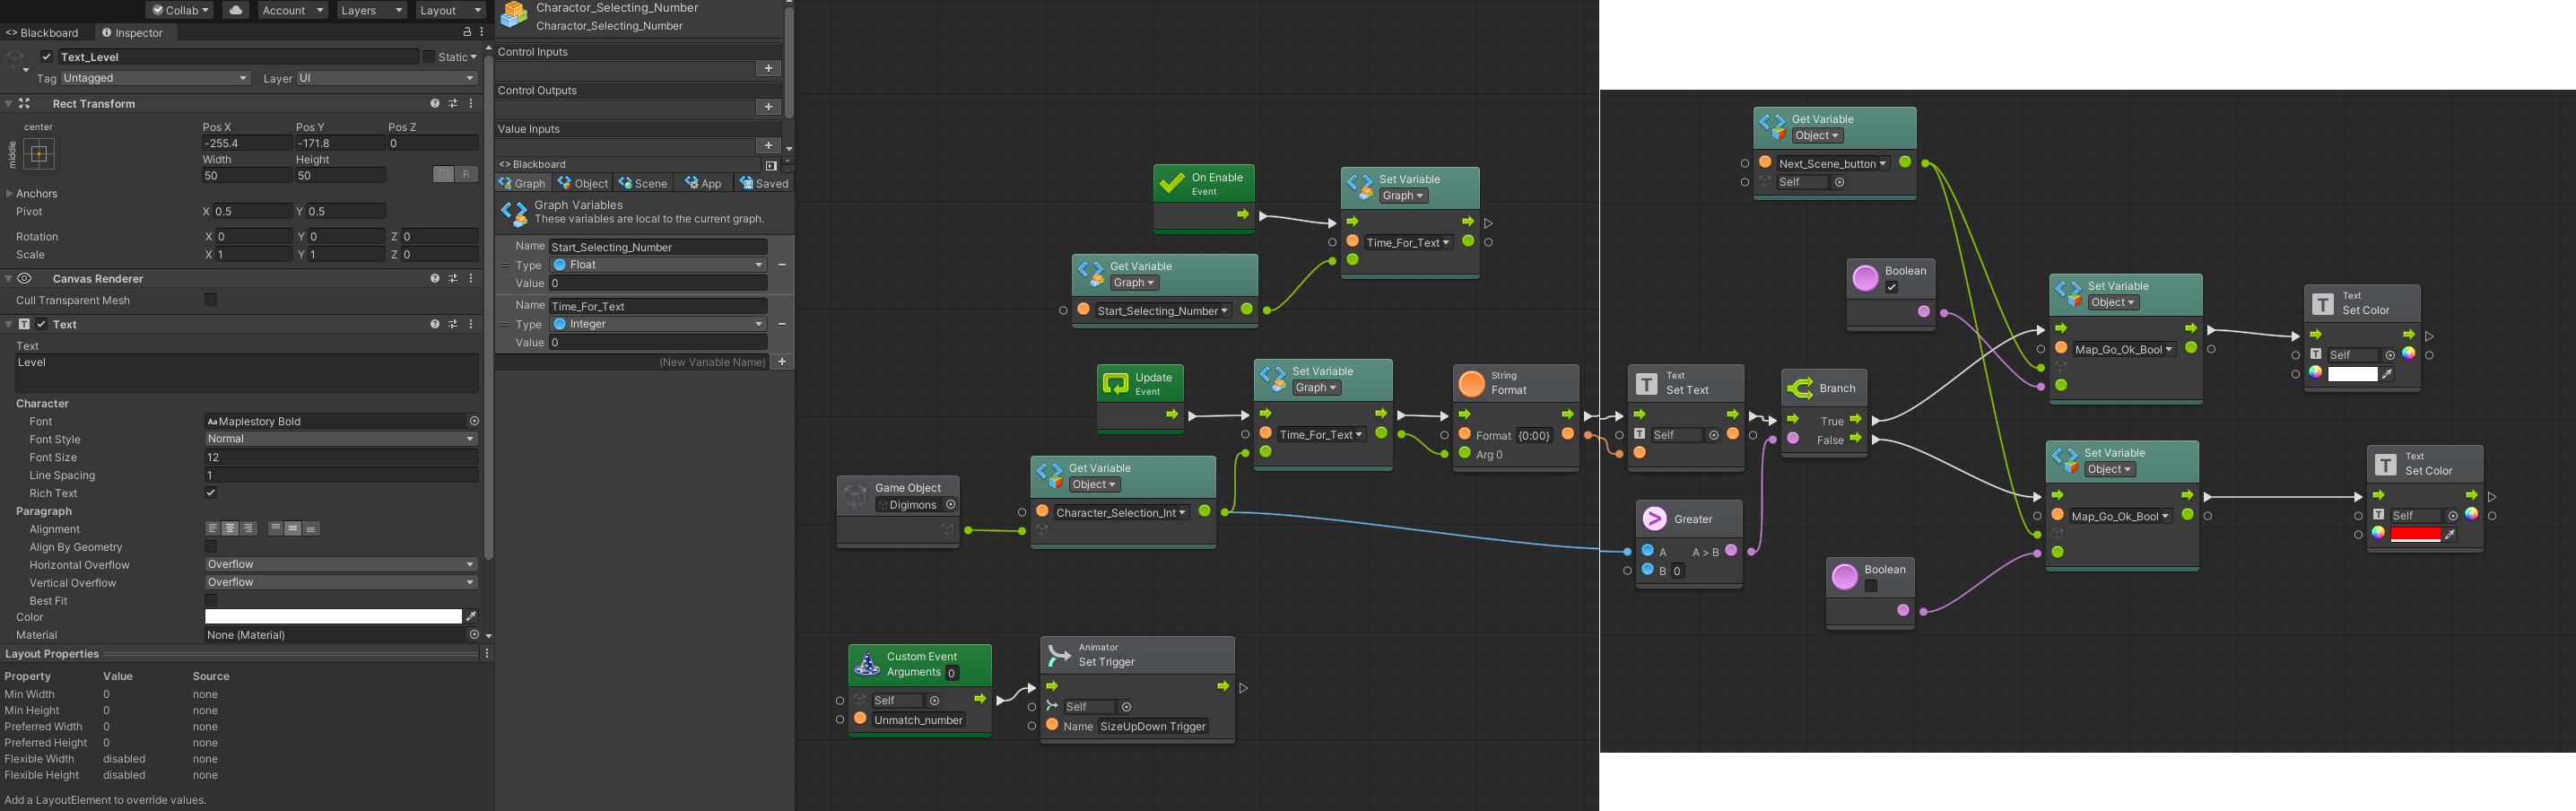 Collab
Account
Layers
Layout
<> Blackboard
Inspector
Text_Level
Static
Tag Untagged
Layer UI
Rect Transform
center
middle
Pos X
Pos Y
Pos Z
-255.4
-171.8
0
Width
Height
50
50
R
Anchors
Pivot
X 0.5
Y 0.5
Rotation
X 0
Y 0
Z 0
Scale
X 1
Y 1
Z 0
Canvas Renderer
Cull Transparent Mesh
Text
Text
Level
Character
Font
Aa Maplestory Bold
Font Style
Normal
Font Size
12
Line Spacing
1
Rich Text
Paragraph
Alignment
Align By Geometry
Horizontal Overflow
Overflow
Vertical Overflow
Overflow
Best Fit
Color
Material
None (Material)
Layout Properties
Property Value Source
Min Width 0 none
Min Height 0 none
Preferred Width 0 none
Preferred Height 0 none
Flexible Width disabled none
Flexible Height disabled none
Add a LayoutElement to override values.
Charactor_Selecting_Number
Charactor_Selecting_Number
Control Inputs
Control Outputs
Value Inputs
<> Blackboard
Graph
Object
Scene
App
Saved
Graph Variables
These variables are local to the current graph.
Name Start_Selecting_Number
Type Float
Value 0
Name Time_For_Text
Type Integer
Value 0
(New Variable Name)
On Enable
Event
Set Variable
Graph
Time_For_Text
Get Variable
Graph
Start_Selecting_Number
Update
Event
Set Variable
Graph
Time_For_Text
String
Format
Format {0:00}
Arg 0
Game Object
Digimons
Get Variable
Object
Character_Selection_Int
Custom Event
Arguments 0
Self
Unmatch_number
Animator
Set Trigger
Self
Name SizeUpDown Trigger
Get Variable
Object
Next_Scene_button
Self
Boolean
Text
Set Text
Self
Branch
True
False
Greater
A
A > B
B 0
Set Variable
Object
Map_Go_Ok_Bool
Text
Set Color
Self
Set Variable
Object
Map_Go_Ok_Bool
Text
Set Color
Self
Boolean